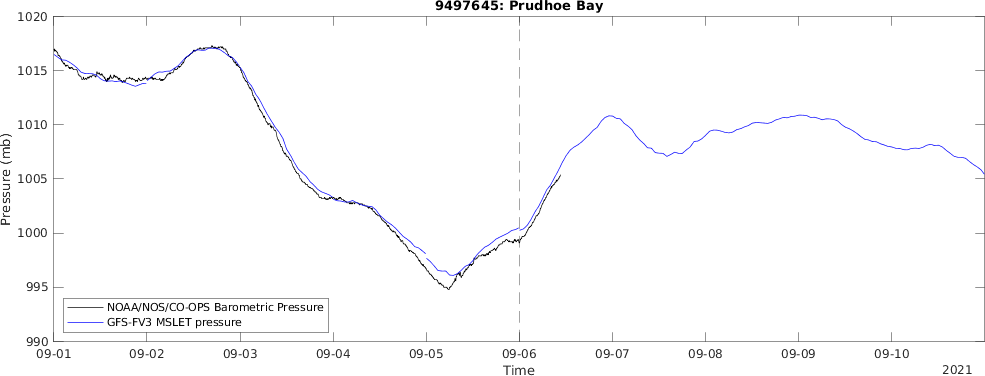 9497645: Prudhoe Bay
1020
1015
1010
1005
1000
995
990
Pressure (mb)
NOAA/NOS/CO-OPS Barometric Pressure
GFS-FV3 MSLET pressure
09-01 09-02 09-03 09-04 09-05 09-06 09-07 09-08 09-09 09-10
Time
2021